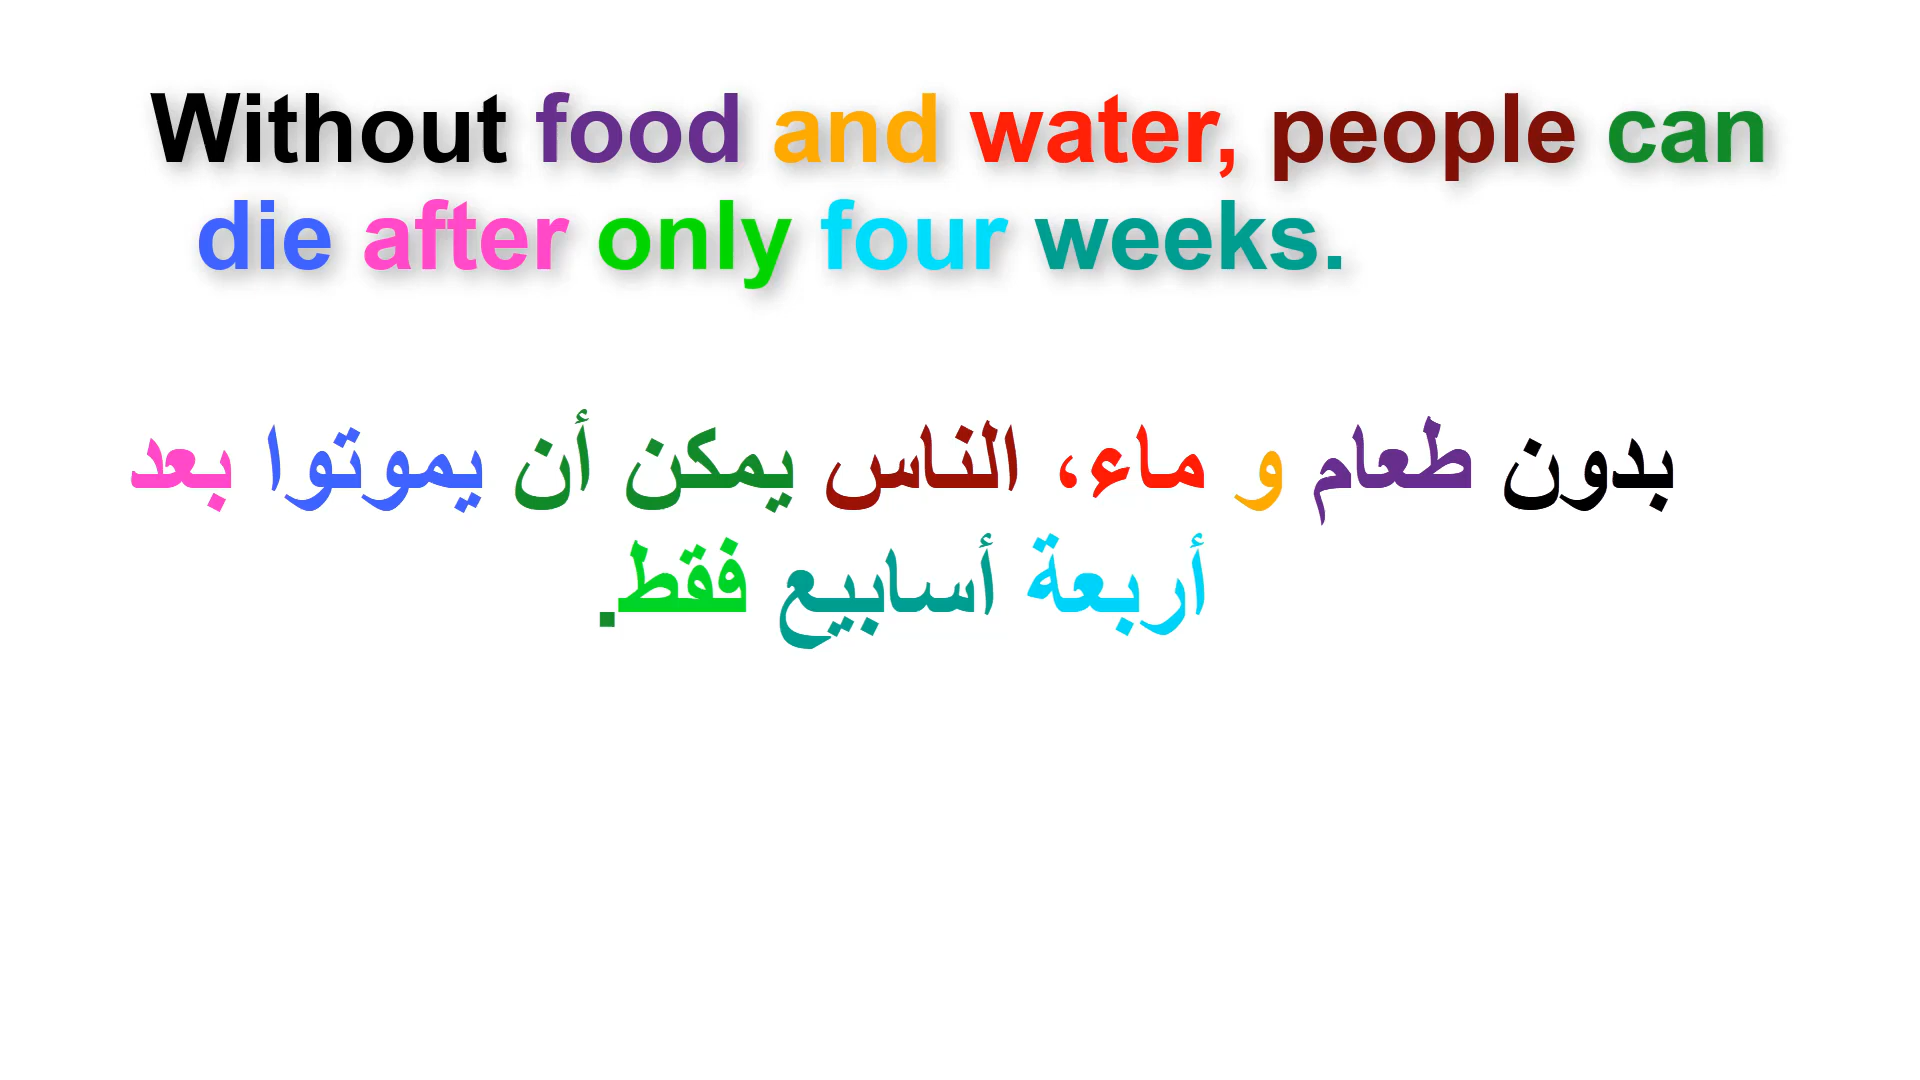 Without food and water, people can
die after only four weeks.
بدون طعام و ماء، الناس يمكن أن يموتوا بعد
أربعة أسابيع فقط.